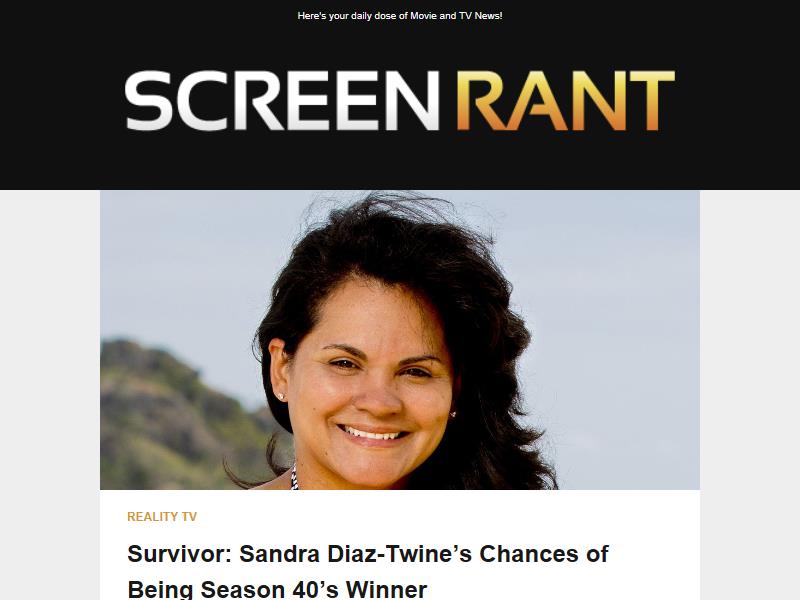 Here's your daily dose of Movie and TV News!
SCREEN RANT
REALITY TV
Survivor: Sandra Diaz-Twine’s Chances of
Being Season 40’s Winner